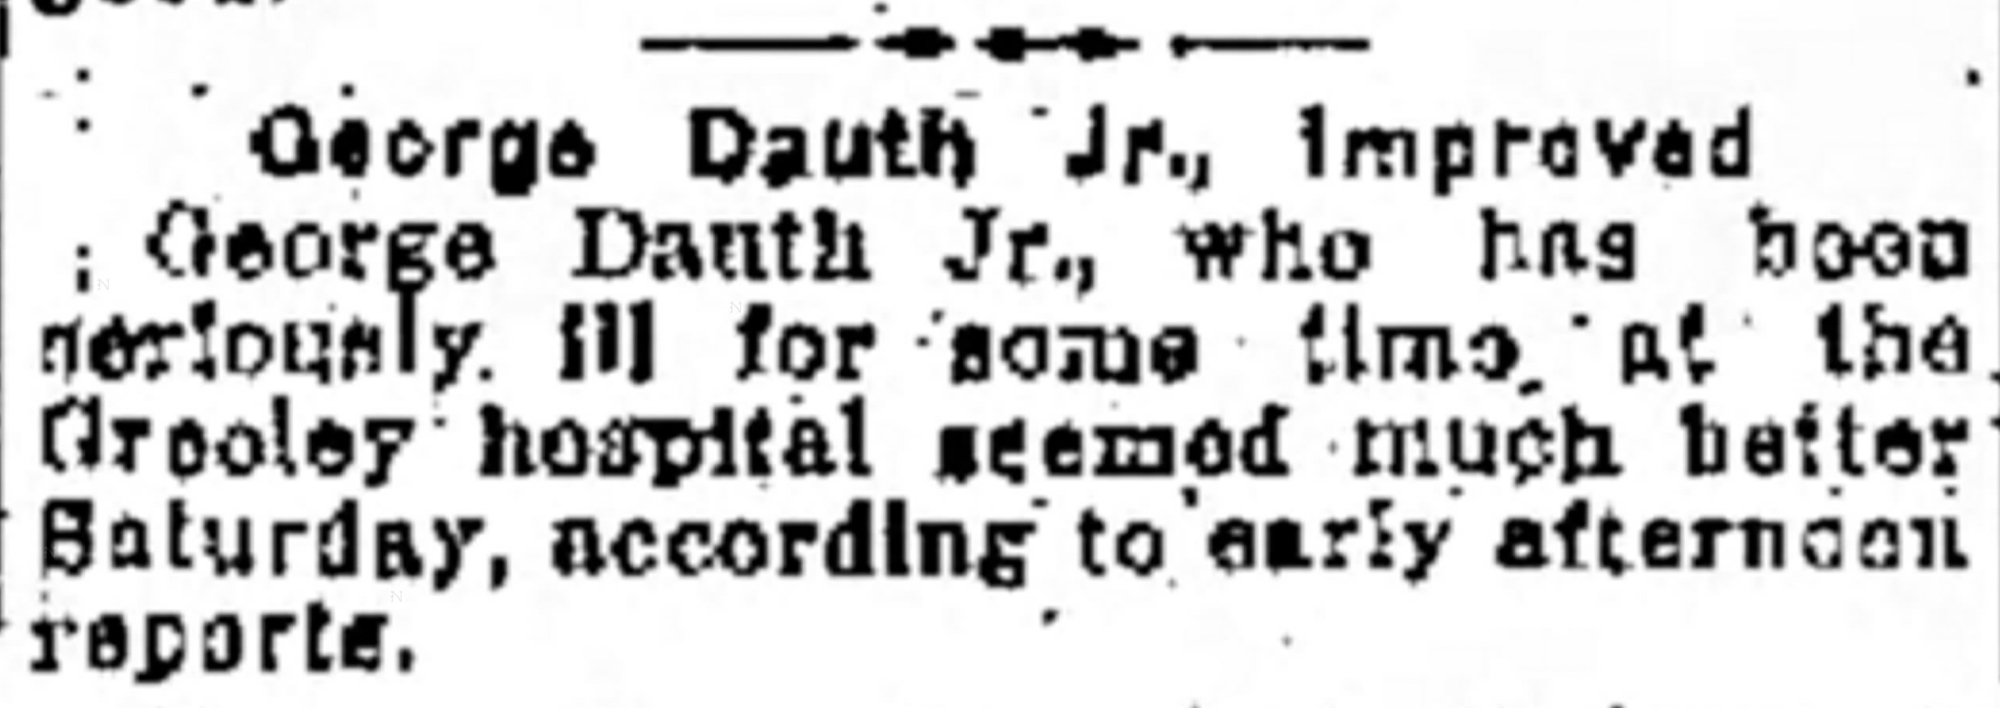 George Dauth Jr., Improved
George Dauth Jr., who has been
seriously ill for some time at the
Greeley hospital seemed much better
Saturday, according to early afternoon
reports.